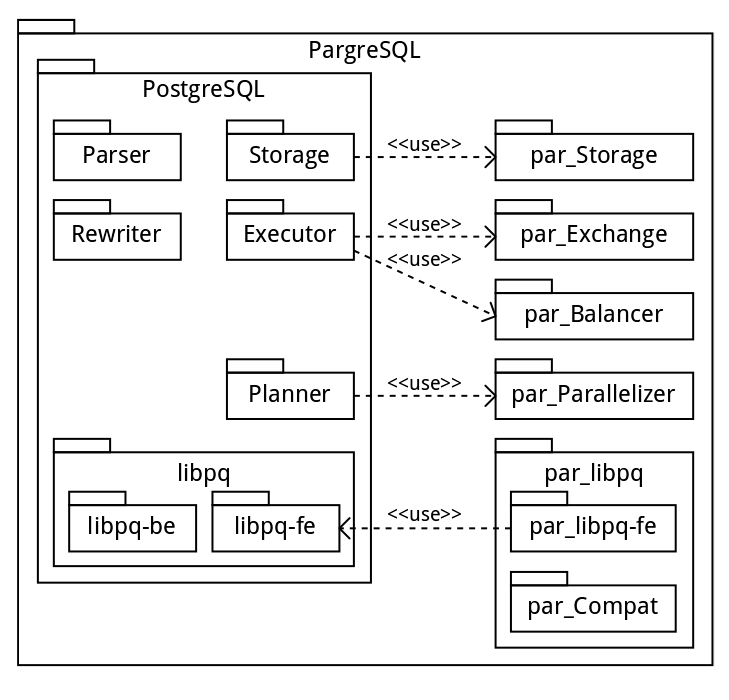 PargreSQL
PostgreSQL
Parser
Storage
<<use>>
par_Storage
Rewriter
Executor
<<use>>
par_Exchange
<<use>>
par_Balancer
Planner
<<use>>
par_Parallelizer
libpq
par_libpq
libpq-be
libpq-fe
<<use>>
par_libpq-fe
par_Compat